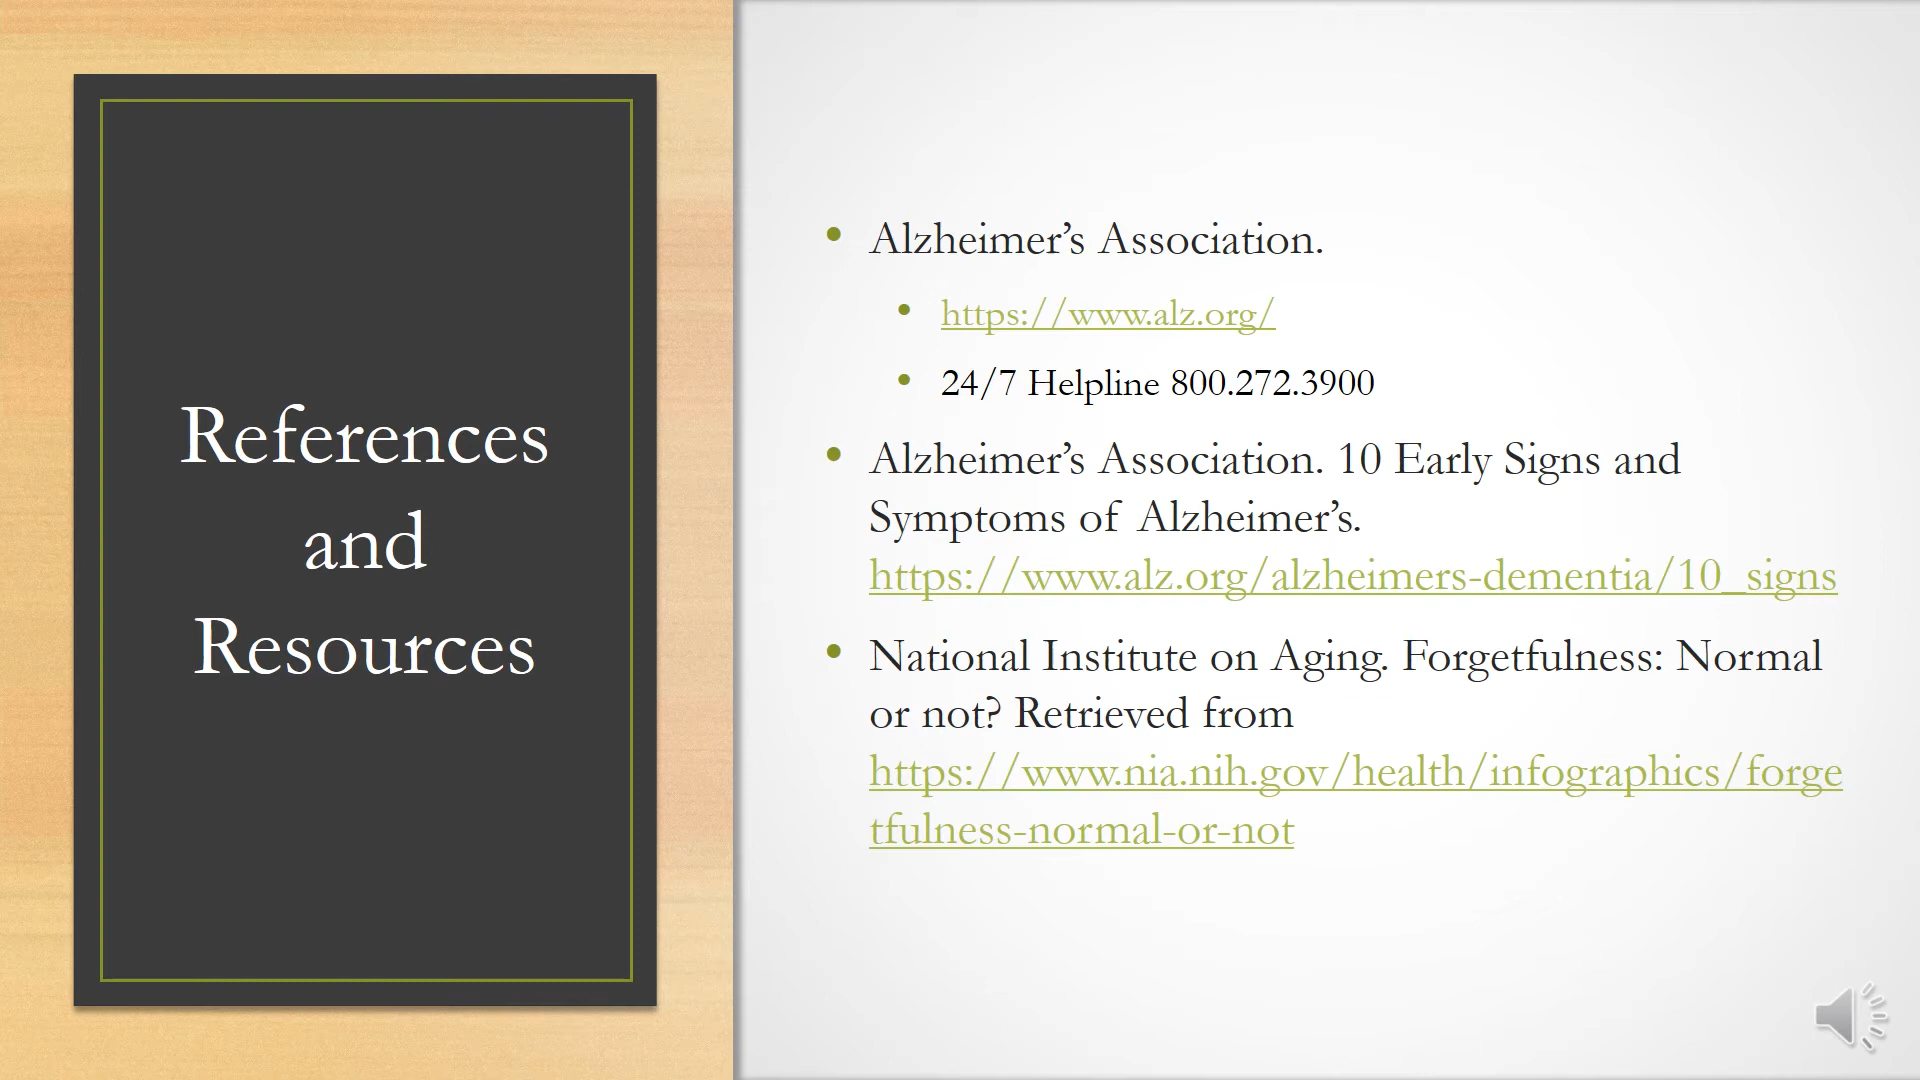 References
and
Resources
• Alzheimer’s Association.
• https://www.alz.org/
• 24/7 Helpline 800.272.3900
• Alzheimer’s Association. 10 Early Signs and
Symptoms of Alzheimer’s.
https://www.alz.org/alzheimers-dementia/10_signs
• National Institute on Aging. Forgetfulness: Normal
or not? Retrieved from
https://www.nia.nih.gov/health/infographics/forge
tfulness-normal-or-not